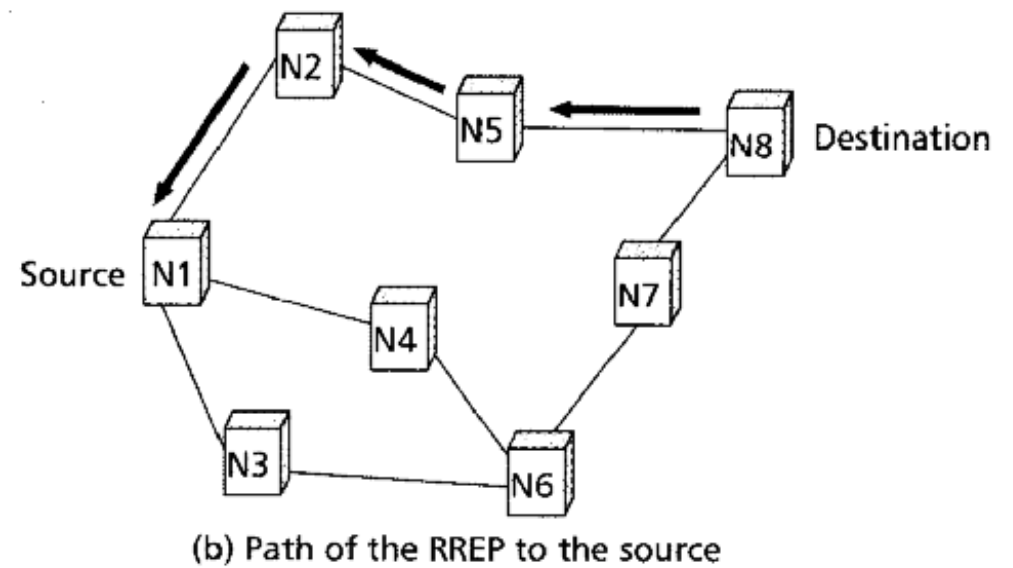 N2
N5
N8
Destination
Source
N1
N7
N4
N3
N6
(b) Path of the RREP to the source